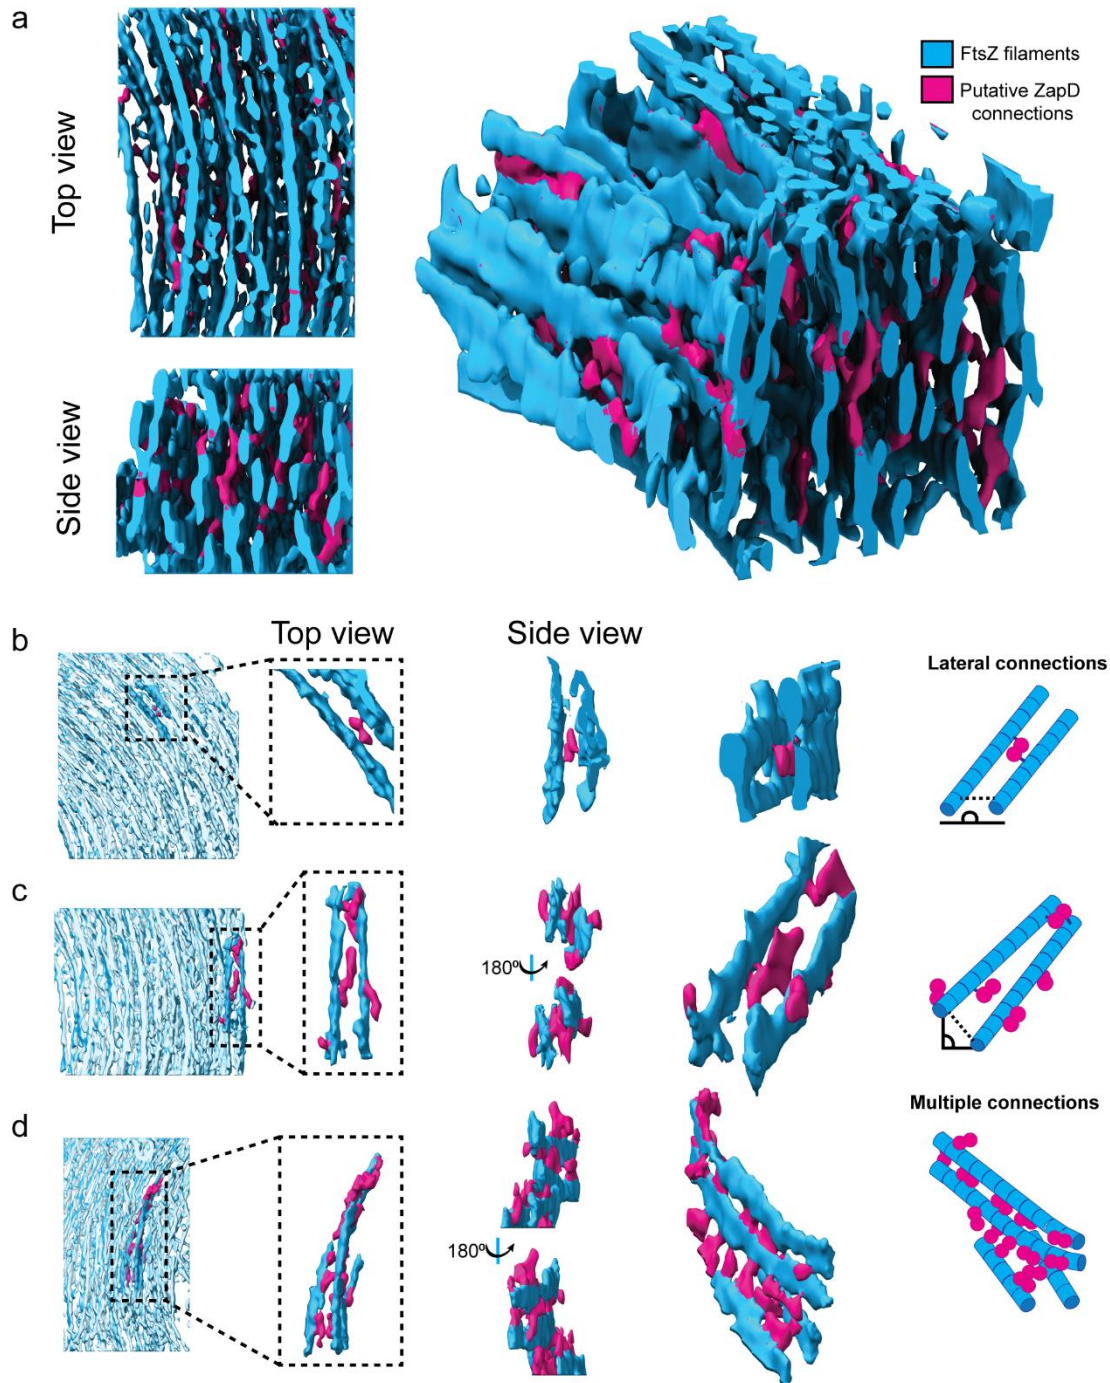 a
Top view
Side view
FtsZ filaments
Putative ZapD
connections
b
Top view
Side view
Lateral connections
c
180º
d
Multiple connections
180º